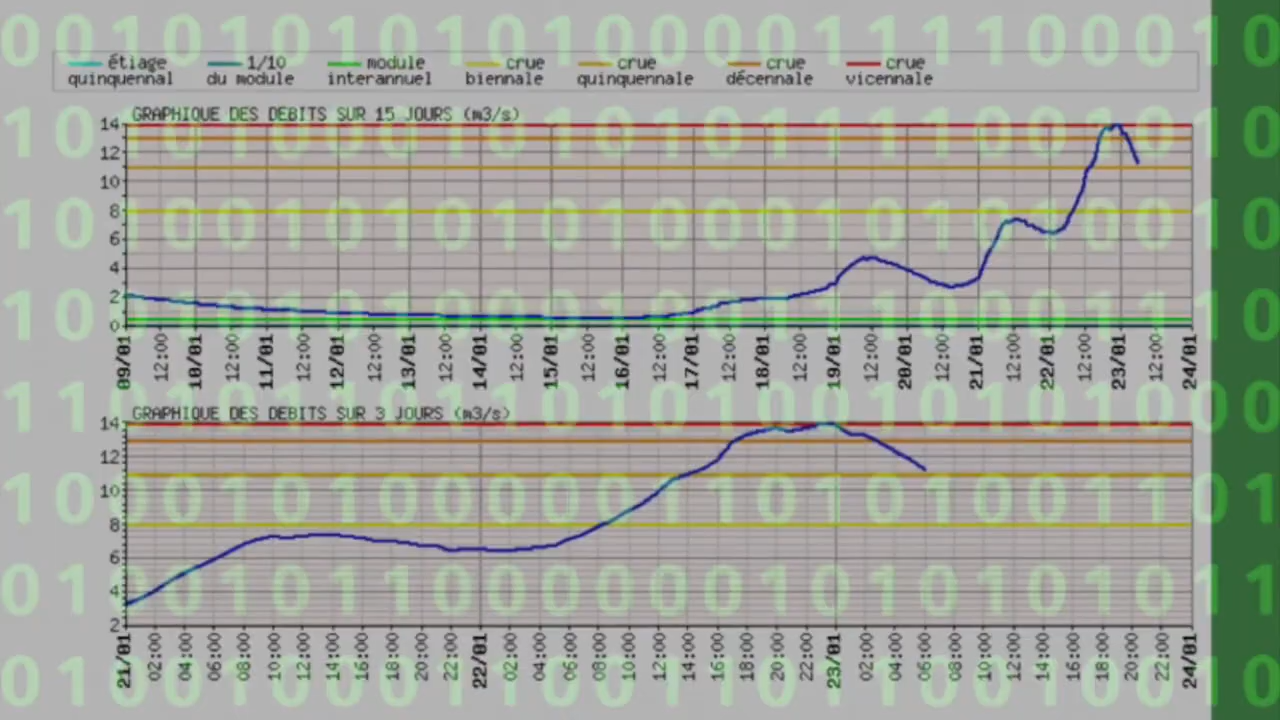 étiage 1/10 module crue crue crue crue
quinquennal du module interannuel biennale quinquennale décennale vicennale
GRAPHIQUE DES DEBITS SUR 15 JOURS (m3/s)
14
12
10
8
6
4
2
0
09/01 12:00 10/01 12:00 11/01 12:00 12/01 12:00 13/01 12:00 14/01 12:00 15/01 12:00 16/01 12:00 17/01 12:00 18/01 12:00 19/01 12:00 20/01 12:00 21/01 12:00 22/01 12:00 23/01 12:00 24/01
GRAPHIQUE DES DEBITS SUR 3 JOURS (m3/s)
14
12
10
8
6
4
2
21/01 02:00 04:00 06:00 08:00 10:00 12:00 14:00 16:00 18:00 20:00 22:00 22/01 02:00 04:00 06:00 08:00 10:00 12:00 14:00 16:00 18:00 20:00 22:00 23/01 02:00 04:00 06:00 08:00 10:00 12:00 14:00 16:00 18:00 20:00 22:00 24/01